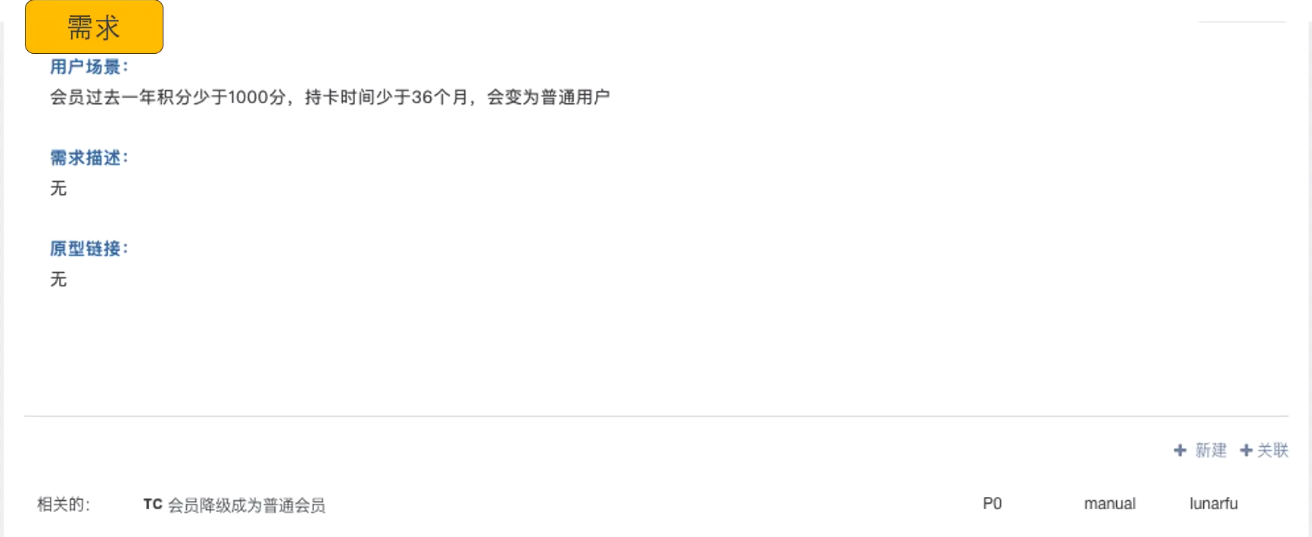 需求
用户场景：
会员过去一年积分少于1000分，持卡时间少于36个月，会变为普通用户
需求描述：
无
原型链接：
无
+ 新建 + 关联
相关的: TC 会员降级成为普通会员 P0 manual lunarfu